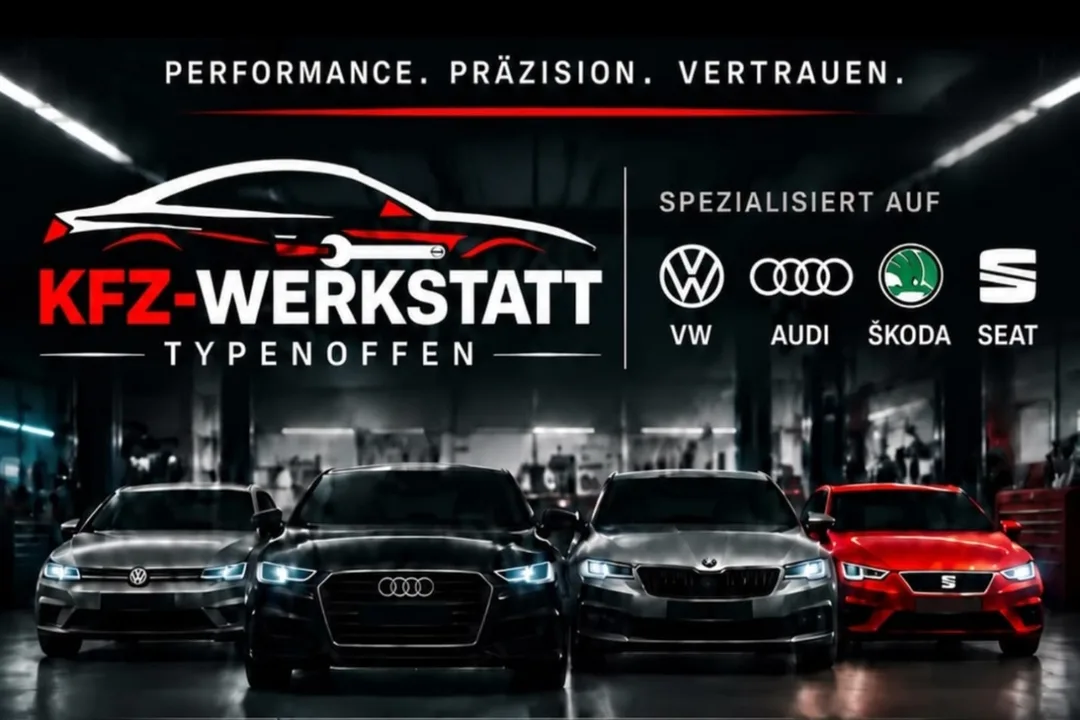 PERFORMANCE. PRÄZISION. VERTRAUEN.
KFZ-WERKSTATT
TYPENOFFEN
SPEZIALISIERT AUF
VW AUDI ŠKODA SEAT